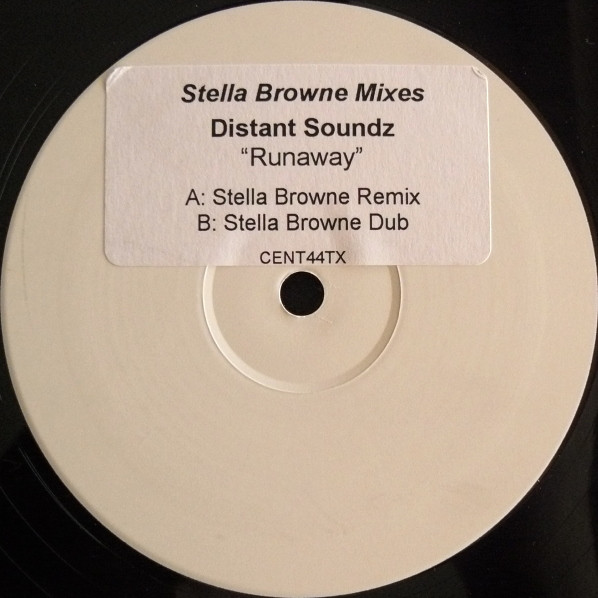 Stella Browne Mixes
Distant Soundz
“Runaway”
A: Stella Browne Remix
B: Stella Browne Dub
CENT44TX